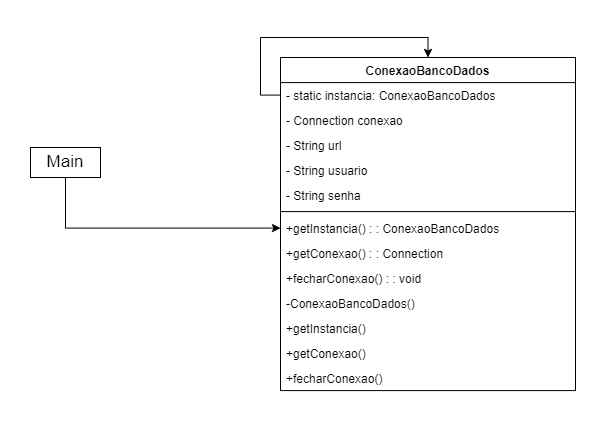 ConexaoBancoDados
- static instancia: ConexaoBancoDados
- Connection conexao
- String url
- String usuario
- String senha
Main
+getInstancia() : : ConexaoBancoDados
+getConexao() : : Connection
+fecharConexao() : : void
-ConexaoBancoDados()
+getInstancia()
+getConexao()
+fecharConexao()